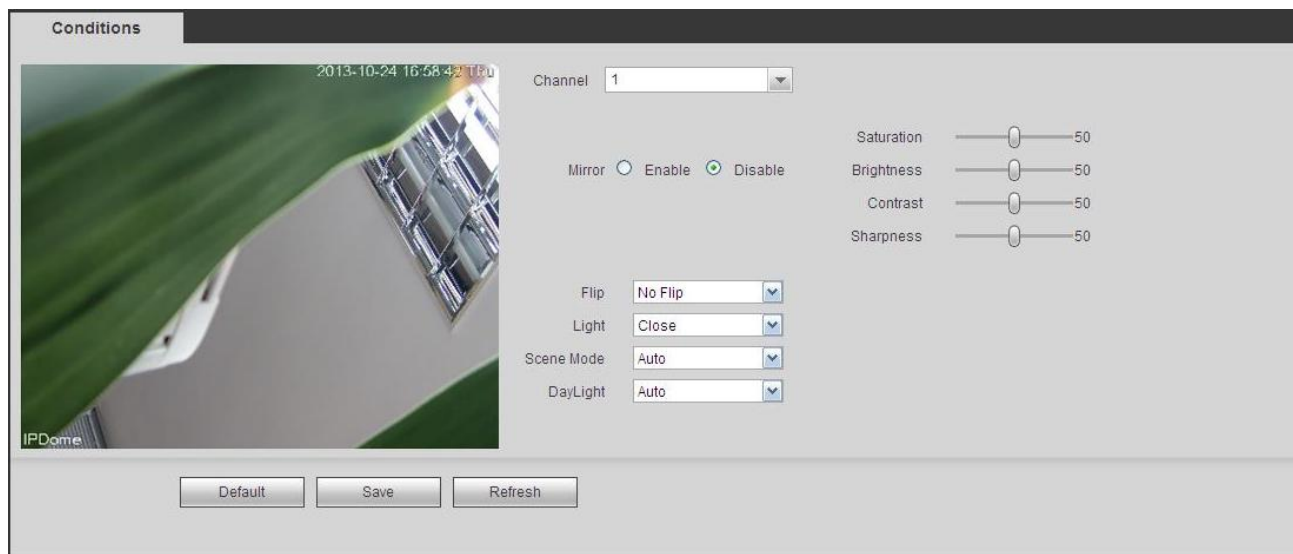 Conditions
2013-10-24 16:58:42 Thu
IPDome
Channel 1
Mirror Enable Disable
Saturation 50
Brightness 50
Contrast 50
Sharpness 50
Flip No Flip
Light Close
Scene Mode Auto
DayLight Auto
Default Save Refresh